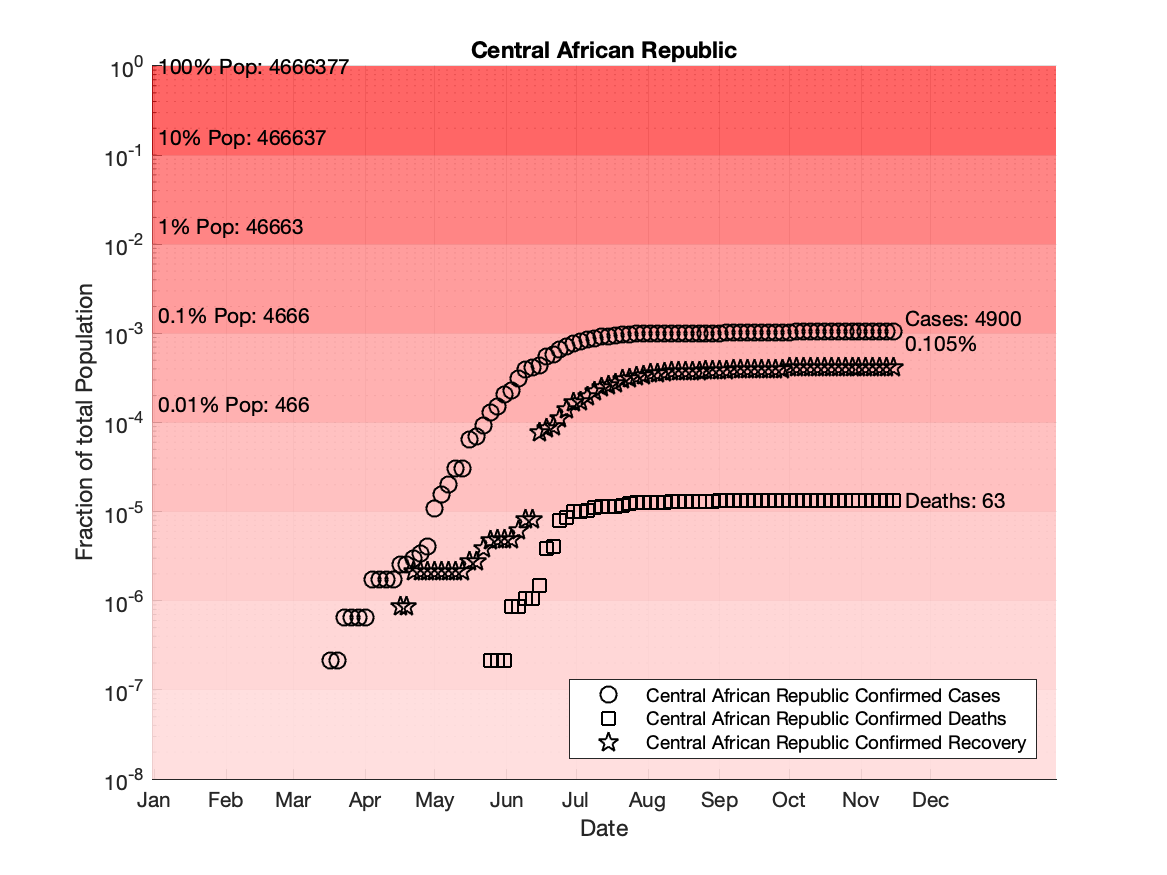 Central African Republic
10^0
100% Pop: 4666377
10% Pop: 466637
10^-1
1% Pop: 46663
10^-2
0.1% Pop: 4666
10^-3
Cases: 4900
0.105%
0.01% Pop: 466
10^-4
Deaths: 63
10^-5
10^-6
10^-7
10^-8
Fraction of total Population
Central African Republic Confirmed Cases
Central African Republic Confirmed Deaths
Central African Republic Confirmed Recovery
Jan Feb Mar Apr May Jun Jul Aug Sep Oct Nov Dec
Date